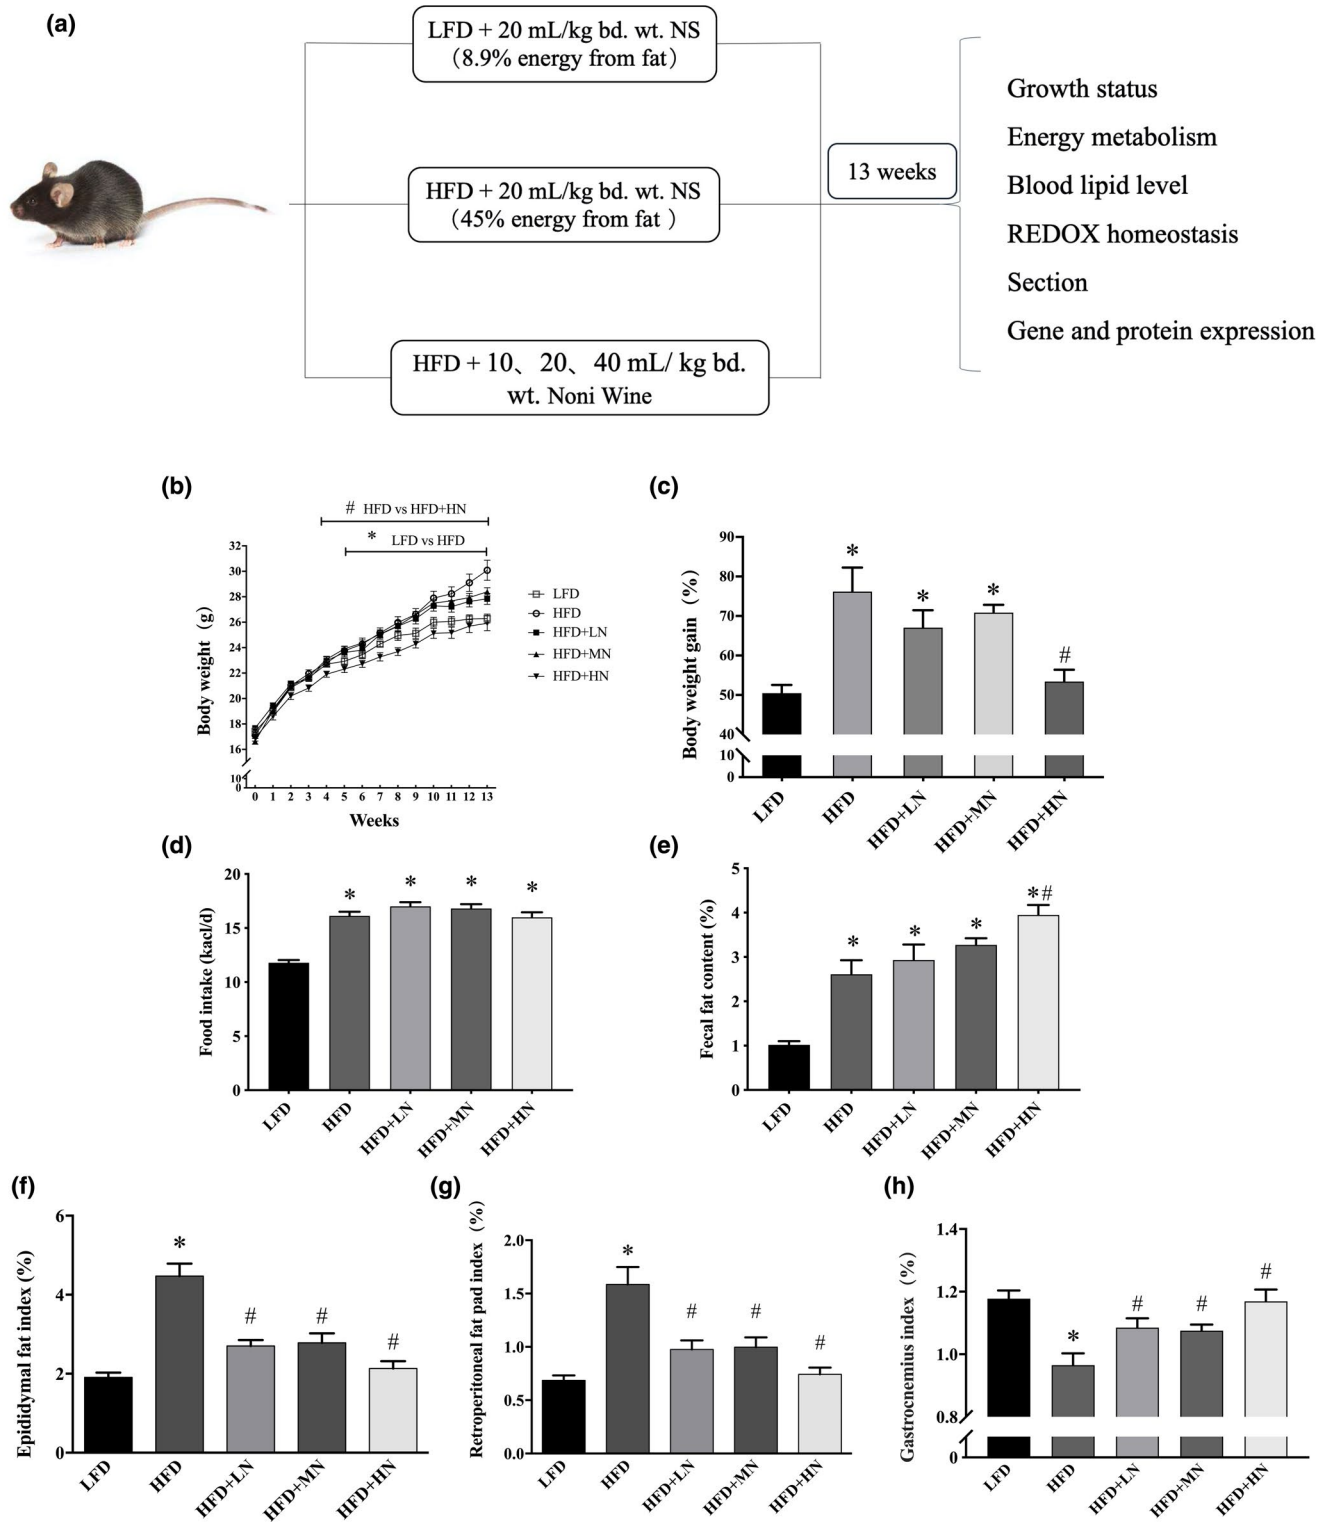 (a)
LFD + 20 mL/kg bd. wt. NS
（8.9% energy from fat）
HFD + 20 mL/kg bd. wt. NS
（45% energy from fat ）
HFD + 10、20、40 mL/ kg bd.
wt. Noni Wine
13 weeks
Growth status
Energy metabolism
Blood lipid level
REDOX homeostasis
Section
Gene and protein expression
(b)
# HFD vs HFD+HN
* LFD vs HFD
Body weight（g）
32
30
28
26
24
22
20
18
16
10
0
0 1 2 3 4 5 6 7 8 9 10 11 12 13
Weeks
LFD
HFD
HFD+LN
HFD+MN
HFD+HN
(c)
Body weight gain （%）
90
80
70
60
50
40
10
0
* * * #
LFD HFD HFD+LN HFD+MN HFD+HN
(d)
Food intake (kacl/d)
20
15
10
5
0
* * * *
LFD HFD HFD+LN HFD+MN HFD+HN
(e)
Fecal fat content (%)
5
4
3
2
1
0
* * * *#
LFD HFD HFD+LN HFD+MN HFD+HN
(f)
Epididymal fat index (%)
6
4
2
0
* # # #
LFD HFD HFD+LN HFD+MN HFD+HN
(g)
Retroperitoneal fat pad index （%）
2.0
1.5
1.0
0.5
0.0
* # # #
LFD HFD HFD+LN HFD+MN HFD+HN
(h)
Gastrocnemius index （%）
1.4
1.2
1.0
0.8
0
* # # #
LFD HFD HFD+LN HFD+MN HFD+HN